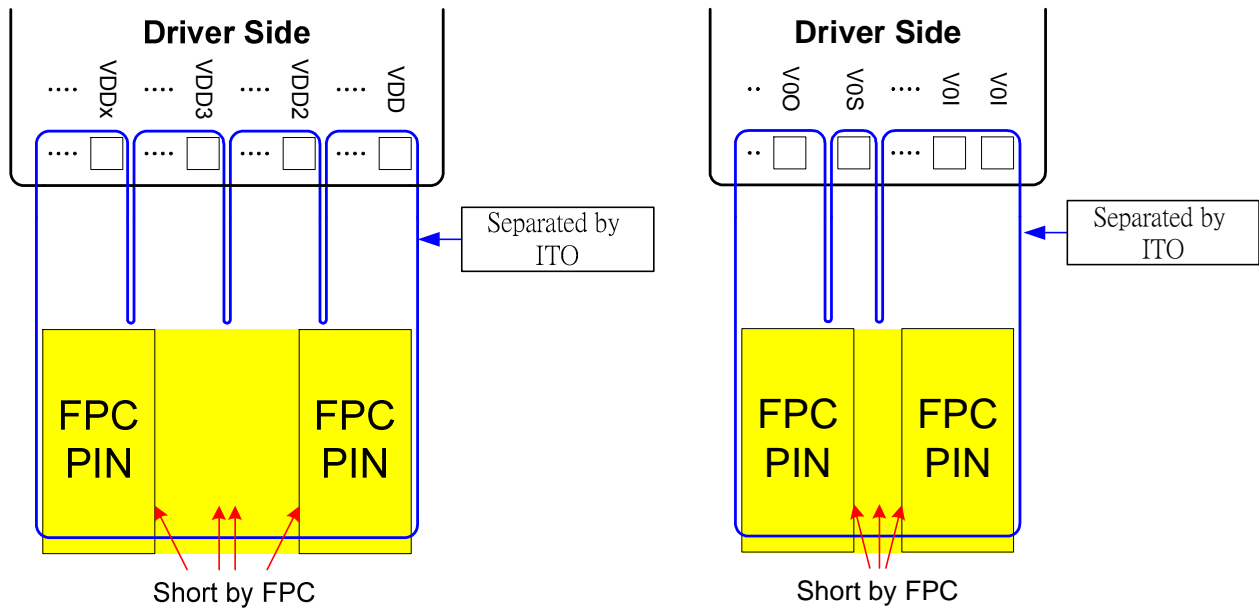 Driver Side
.... VDDx .... VDD3 .... VDD2 .... VDD
.... .... .... ....
Separated by
ITO
FPC
PIN
FPC
PIN
Short by FPC
Driver Side
.. V0O V0S .... V0I V0I
.. ....
Separated by
ITO
FPC
PIN
FPC
PIN
Short by FPC